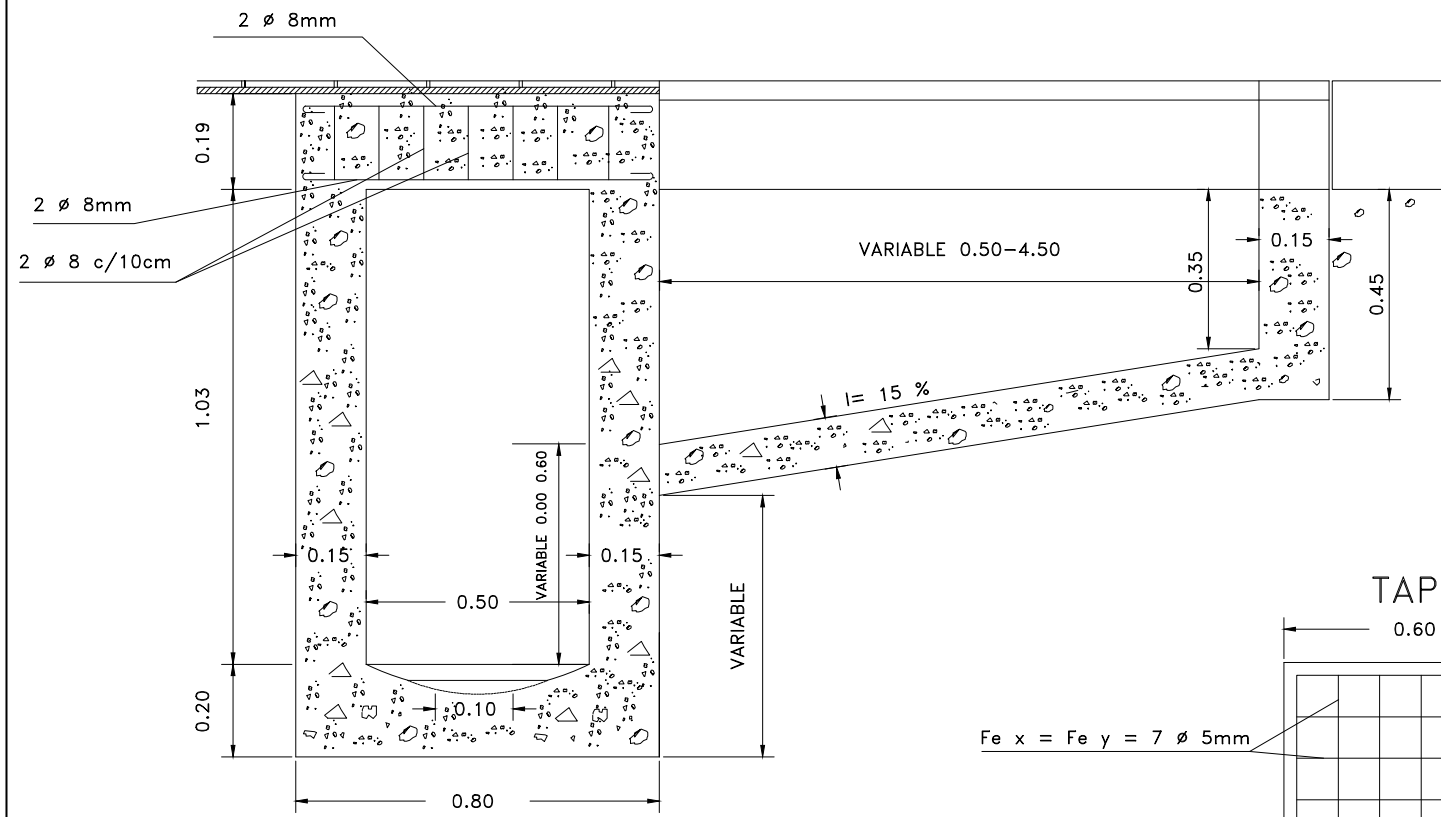 2 ø 8mm
0.19
2 ø 8mm
2 ø 8 c/10cm
VARIABLE 0.50-4.50
0.35
0.15
0.45
1.03
I= 15 %
VARIABLE 0.00 0.60
0.15
0.15
0.50
VARIABLE
TAP
0.60
0.20
0.10
Fe x = Fe y = 7 ø 5mm
0.80